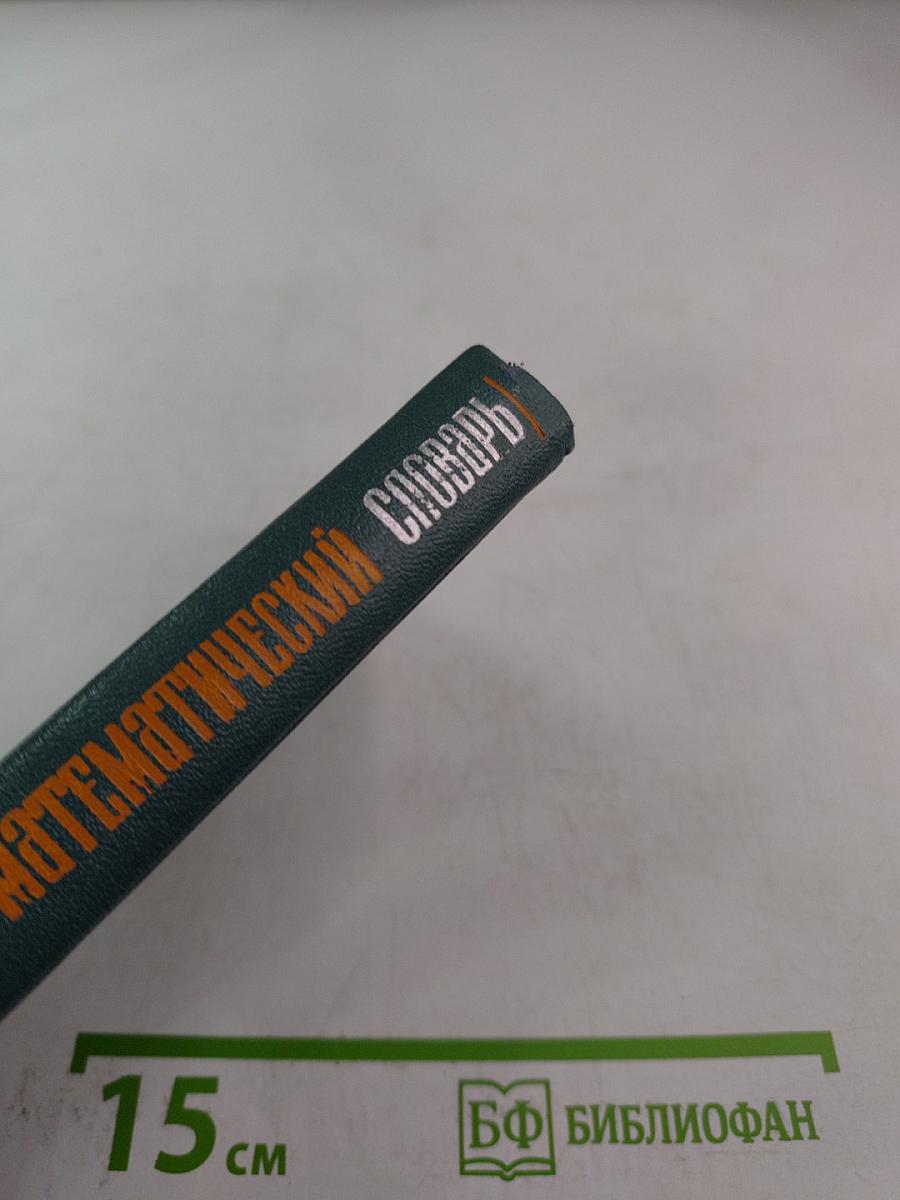 МАТЕМАТИЧЕСКИЙ СЛОВАРЬ
15 см
БФ БИБЛИОФАН